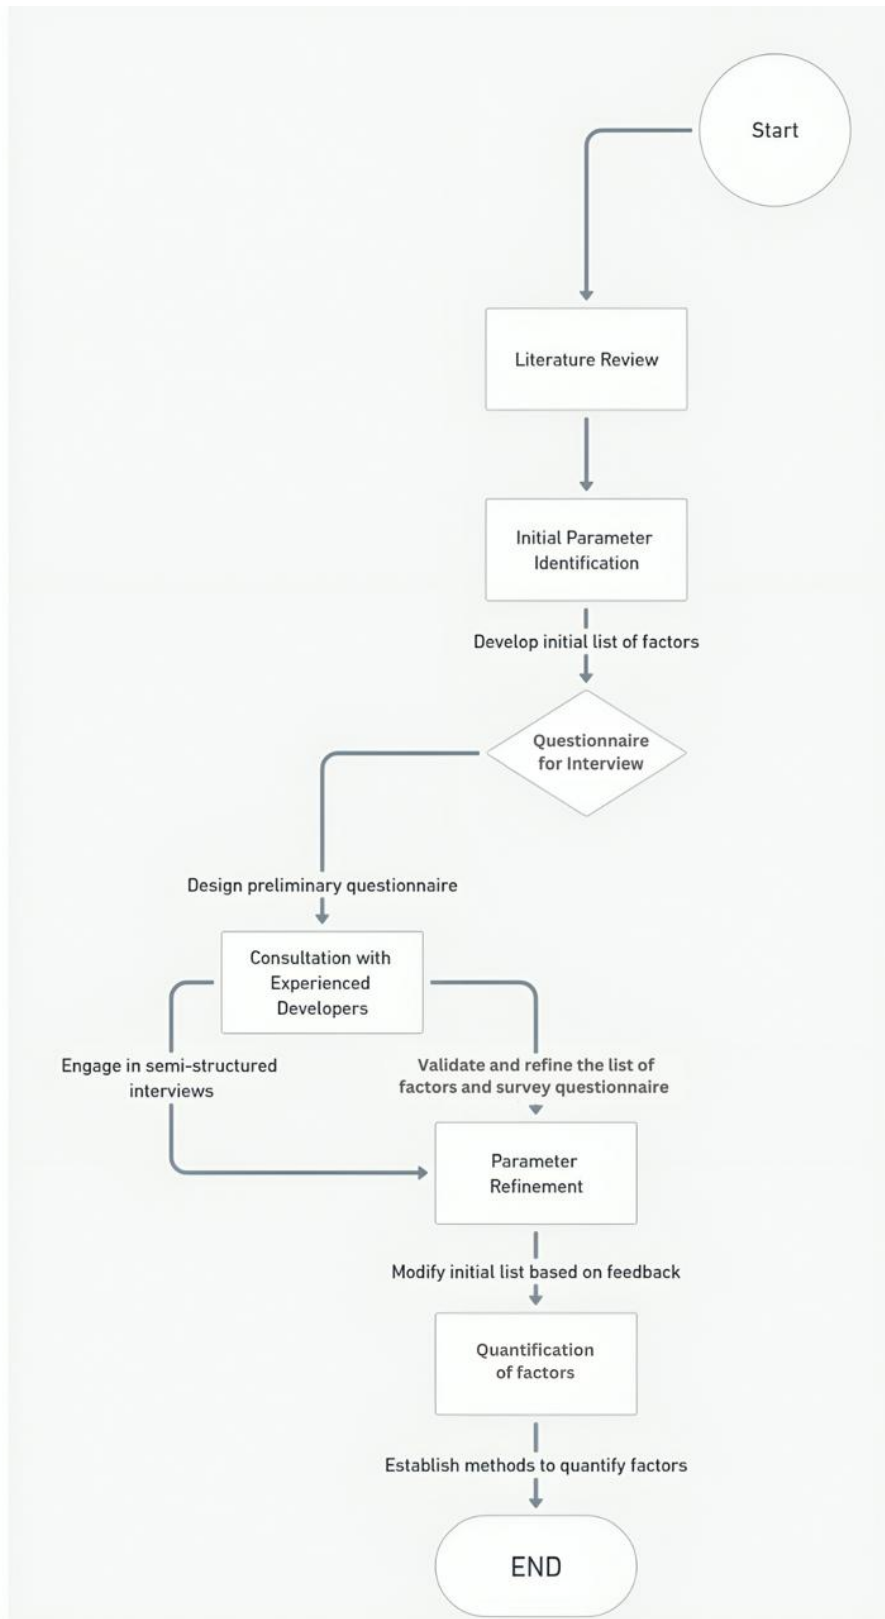 Start
Literature Review
Initial Parameter
Identification
Develop initial list of factors
Questionnaire
for Interview
Design preliminary questionnaire
Consultation with
Experienced
Developers
Engage in semi-structured
interviews
Validate and refine the list of
factors and survey questionnaire
Parameter
Refinement
Modify initial list based on feedback
Quantification
of factors
Establish methods to quantify factors
END